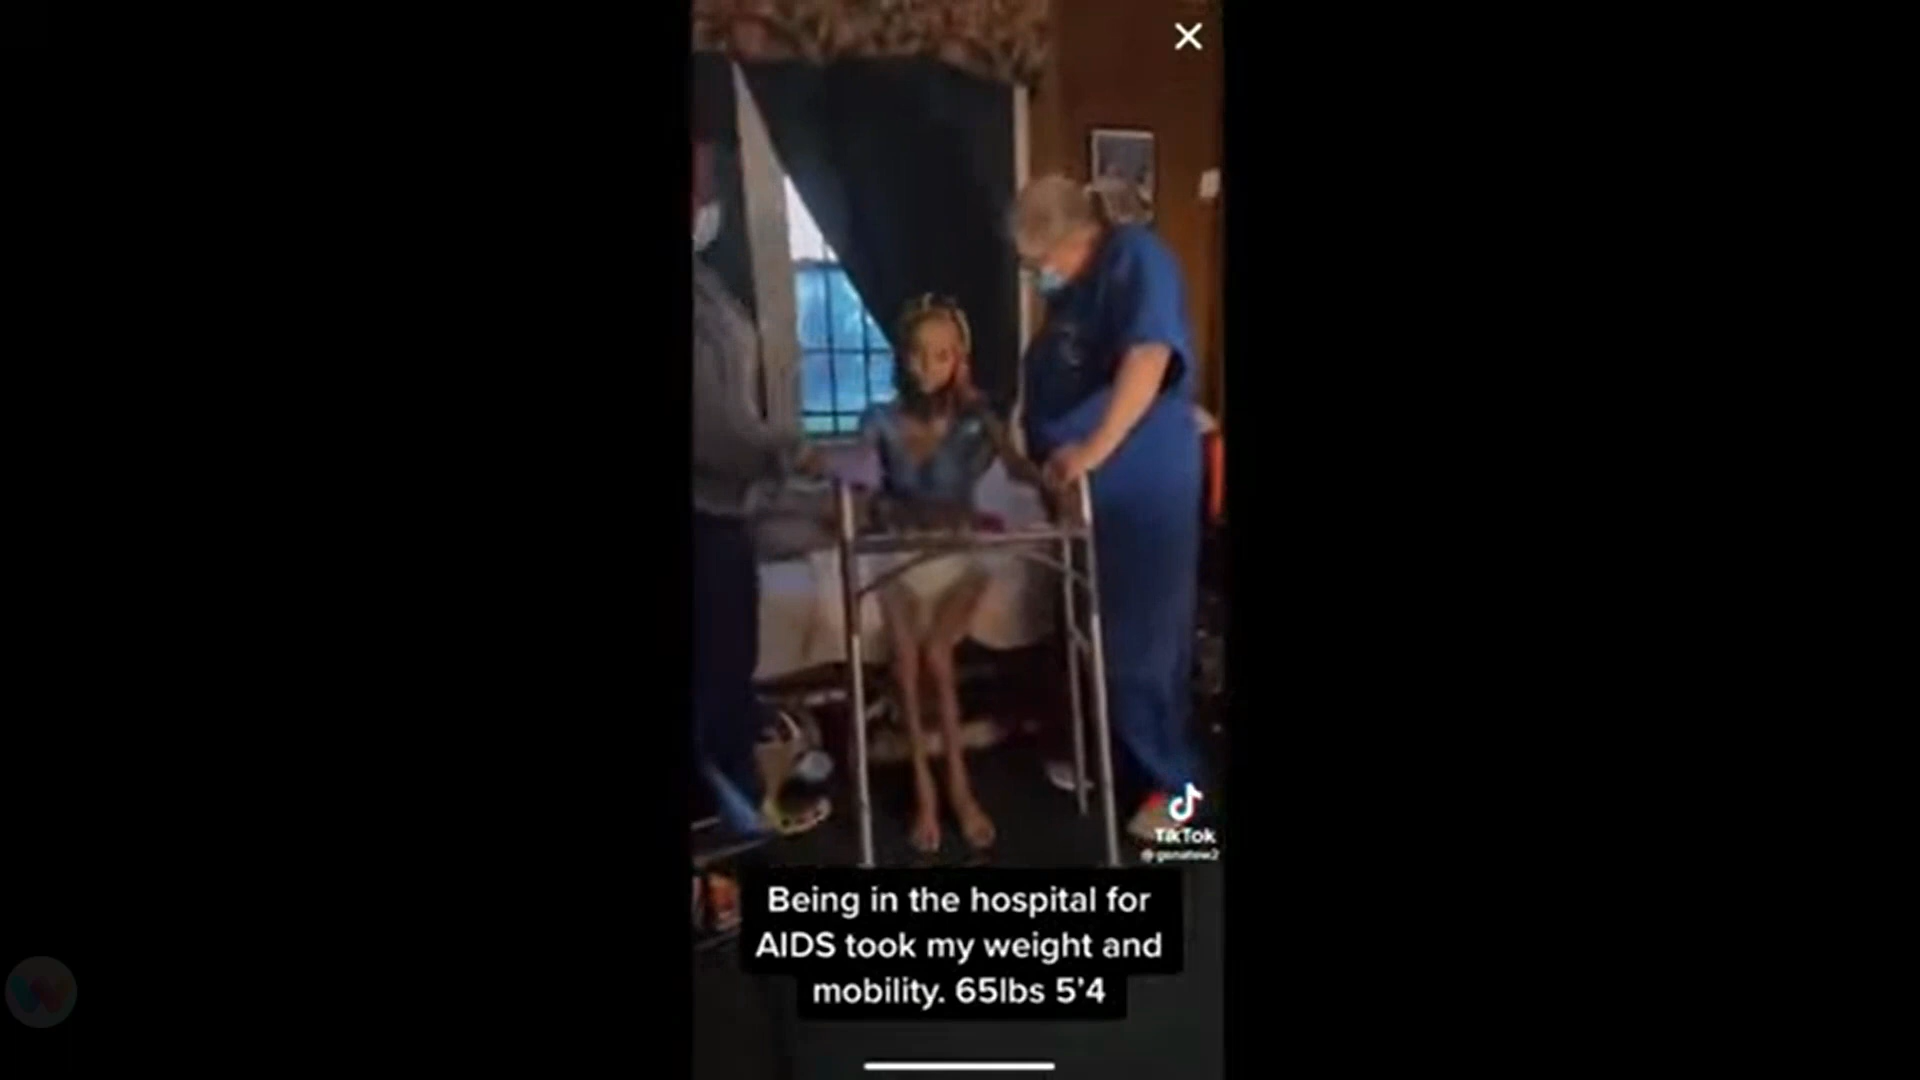 TikTok
Being in the hospital for
AIDS took my weight and
mobility. 65lbs 5'4